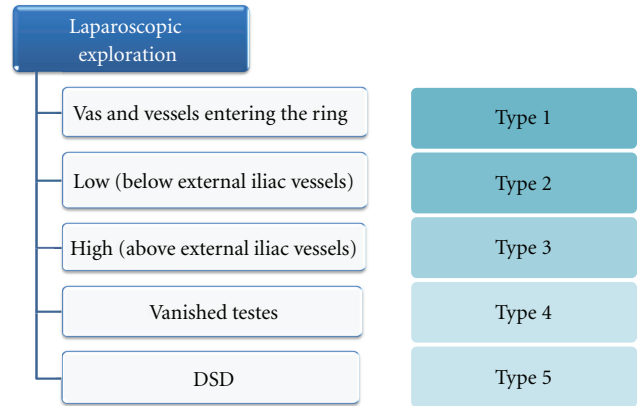 Laparoscopic
exploration
Vas and vessels entering the ring
Type 1
Low (below external iliac vessels)
Type 2
High (above external iliac vessels)
Type 3
Vanished testes
Type 4
DSD
Type 5